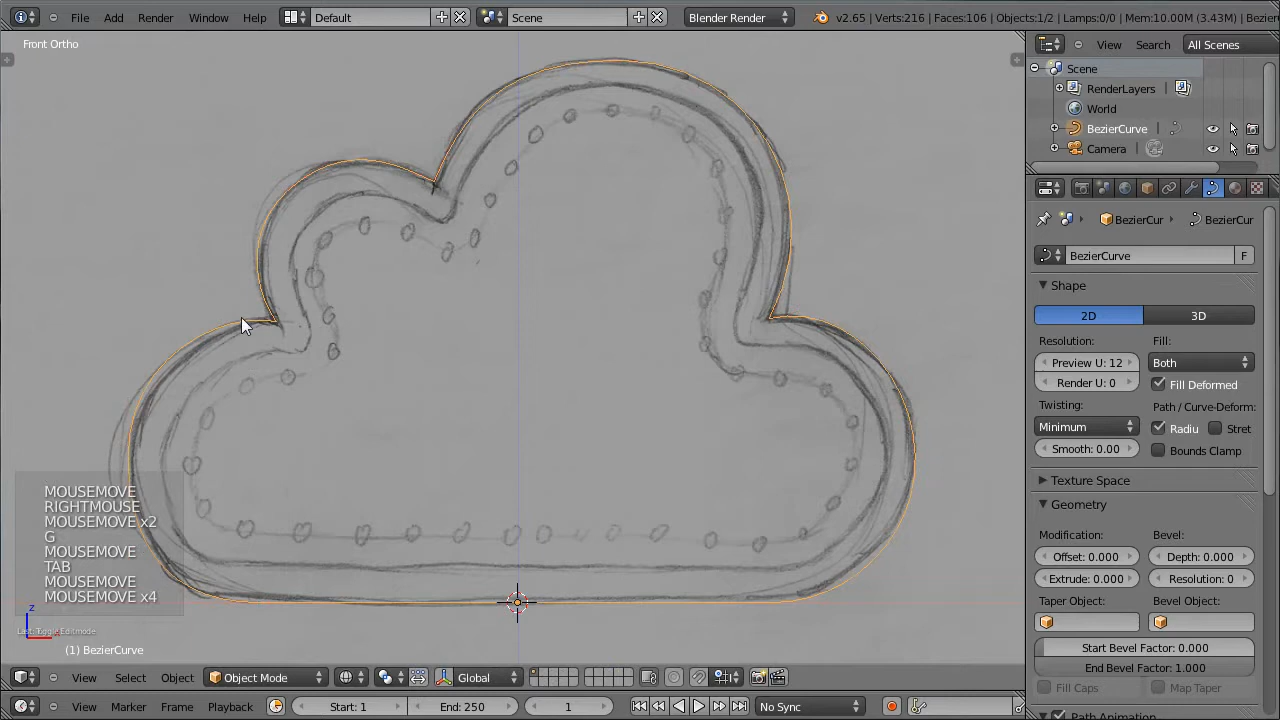 File Add Render Window Help Default Scene Blender Render v2.65 | Verts:216 | Faces:106 | Objects:1/2 | Lamps:0/0 | Mem:10.00M (3.43M) | Bezier
Front Ortho
View Search All Scenes
Scene
RenderLayers
World
BezierCurve
Camera
BezierCur BezierCur
BezierCurve F
Shape
2D 3D
Resolution: Fill:
Preview U: 12 Both
Render U: 0 Fill Deformed
Twisting: Path / Curve-Deform:
Minimum Radiu Stret
Smooth: 0.00 Bounds Clamp
Texture Space
Geometry
Modification: Bevel:
Offset: 0.000 Depth: 0.000
Extrude: 0.000 Resolution: 0
Taper Object: Bevel Object:
Start Bevel Factor: 0.000
End Bevel Factor: 1.000
Fill Caps Map Taper
Path Animation
MOUSEMOVE
RIGHTMOUSE
MOUSEMOVE x2
G
MOUSEMOVE
TAB
MOUSEMOVE
MOUSEMOVE x4
z
(1) BezierCurve
View Select Object Object Mode Global
View Marker Frame Playback Start: 1 End: 250 1 No Sync